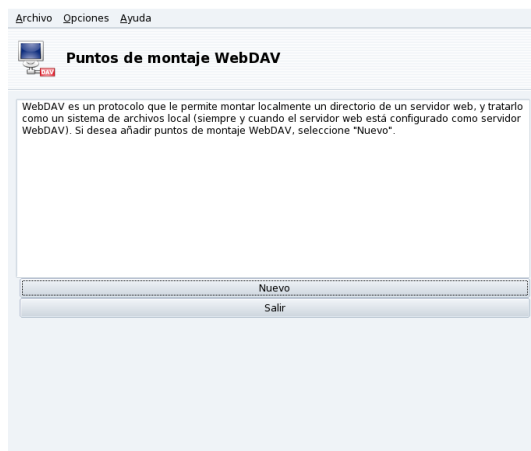 Archivo Opciones Ayuda
DAV
Puntos de montaje WebDAV
WebDAV es un protocolo que le permite montar localmente un directorio de un servidor web, y tratarlo
como un sistema de archivos local (siempre y cuando el servidor web está configurado como servidor
WebDAV). Si desea añadir puntos de montaje WebDAV, seleccione "Nuevo".
Nuevo
Salir